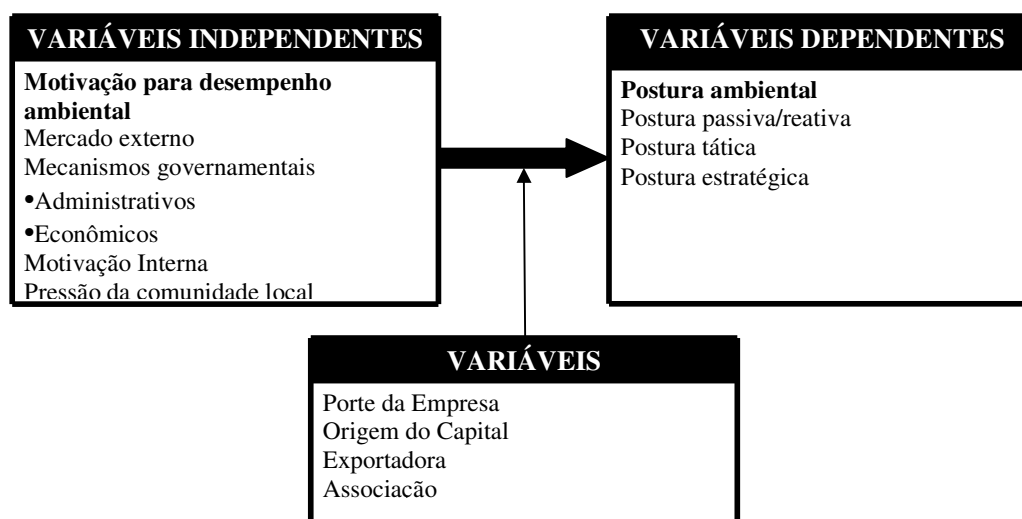 VARIÁVEIS INDEPENDENTES
Motivação para desempenho
ambiental
Mercado externo
Mecanismos governamentais
•Administrativos
•Econômicos
Motivação Interna
Pressão da comunidade local
VARIÁVEIS DEPENDENTES
Postura ambiental
Postura passiva/reativa
Postura tática
Postura estratégica
VARIÁVEIS
Porte da Empresa
Origem do Capital
Exportadora
Associação